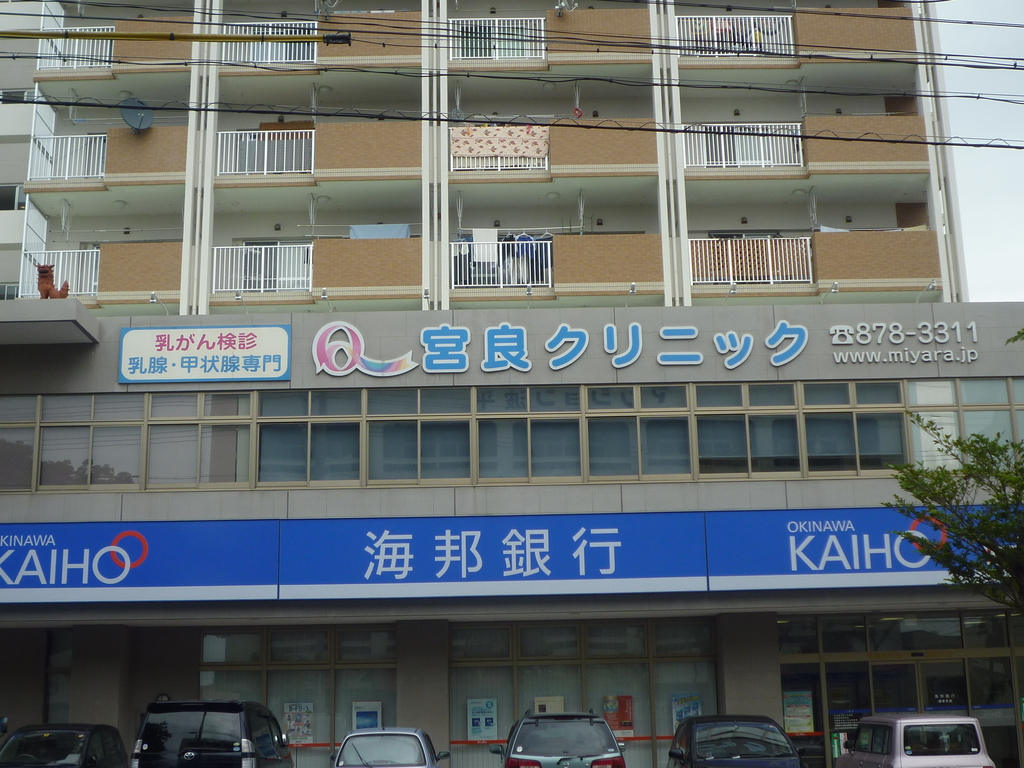 乳がん検診
乳腺・甲状腺専門
宮良クリニック
☎878-3311
www.miyara.jp
OKINAWA
KAIHO
海邦銀行
OKINAWA
KAIHO